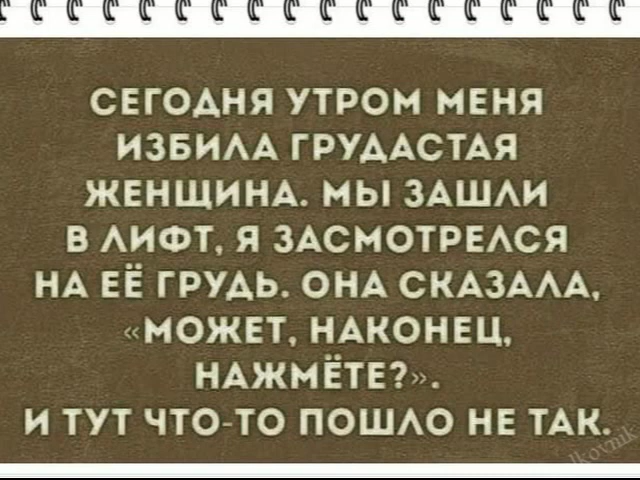 СЕГОДНЯ УТРОМ МЕНЯ
ИЗБИЛА ГРУДАСТАЯ
ЖЕНЩИНА. МЫ ЗАШЛИ
В ЛИФТ, Я ЗАСМОТРЕЛСЯ
НА ЕЁ ГРУДЬ. ОНА СКАЗАЛА,
«МОЖЕТ, НАКОНЕЦ,
НАЖМЁТЕ?».
И ТУТ ЧТО-ТО ПОШЛО НЕ ТАК.